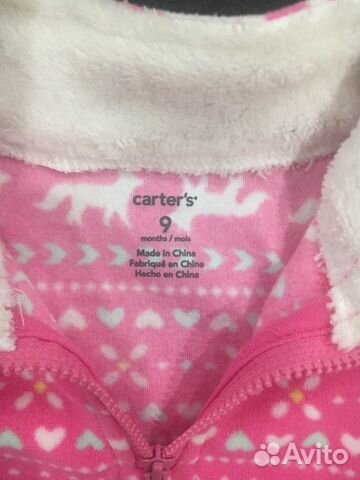 carter's
9
months / mois
Made in China
Fabriqué en Chine
Hecho en China
Avito